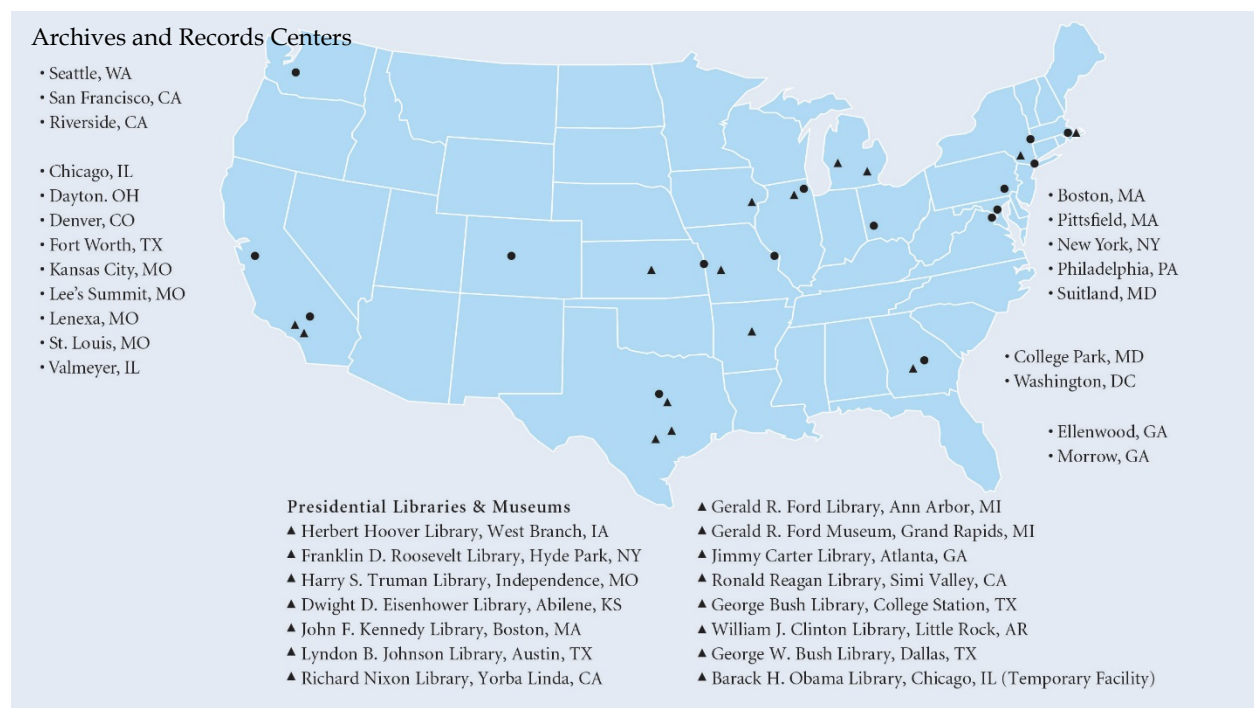 Archives and Records Centers
• Seattle, WA
• San Francisco, CA
• Riverside, CA
• Chicago, IL
• Dayton. OH
• Denver, CO
• Fort Worth, TX
• Kansas City, MO
• Lee's Summit, MO
• Lenexa, MO
• St. Louis, MO
• Valmeyer, IL
• Boston, MA
• Pittsfield, MA
• New York, NY
• Philadelphia, PA
• Suitland, MD
• College Park, MD
• Washington, DC
• Ellenwood, GA
• Morrow, GA
Presidential Libraries & Museums
▲ Herbert Hoover Library, West Branch, IA
▲ Franklin D. Roosevelt Library, Hyde Park, NY
▲ Harry S. Truman Library, Independence, MO
▲ Dwight D. Eisenhower Library, Abilene, KS
▲ John F. Kennedy Library, Boston, MA
▲ Lyndon B. Johnson Library, Austin, TX
▲ Richard Nixon Library, Yorba Linda, CA
▲ Gerald R. Ford Library, Ann Arbor, MI
▲ Gerald R. Ford Museum, Grand Rapids, MI
▲ Jimmy Carter Library, Atlanta, GA
▲ Ronald Reagan Library, Simi Valley, CA
▲ George Bush Library, College Station, TX
▲ William J. Clinton Library, Little Rock, AR
▲ George W. Bush Library, Dallas, TX
▲ Barack H. Obama Library, Chicago, IL (Temporary Facility)